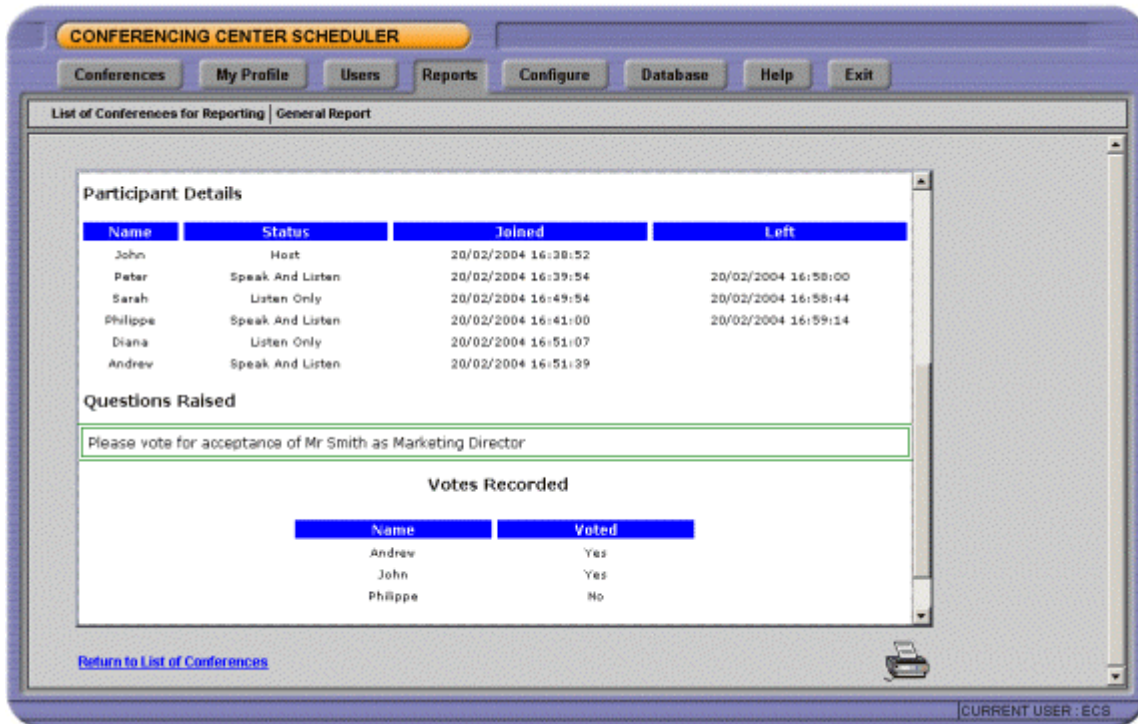 CONFERENCING CENTER SCHEDULER
Conferences My Profile Users Reports Configure Database Help Exit
List of Conferences for Reporting | General Report
Participant Details
Name Status Joined Left
John Host 20/02/2004 16:38:52
Peter Speak And Listen 20/02/2004 16:39:54 20/02/2004 16:58:00
Sarah Listen Only 20/02/2004 16:49:54 20/02/2004 16:58:44
Philippe Speak And Listen 20/02/2004 16:41:00 20/02/2004 16:59:14
Diana Listen Only 20/02/2004 16:51:07
Andrew Speak And Listen 20/02/2004 16:51:39
Questions Raised
Please vote for acceptance of Mr Smith as Marketing Director
Votes Recorded
Name Voted
Andrew Yes
John Yes
Philippe No
Return to List of Conferences
CURRENT USER : ECS